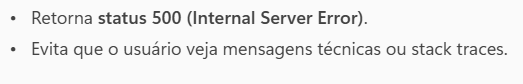 • Retorna status 500 (Internal Server Error).
• Evita que o usuário veja mensagens técnicas ou stack traces.